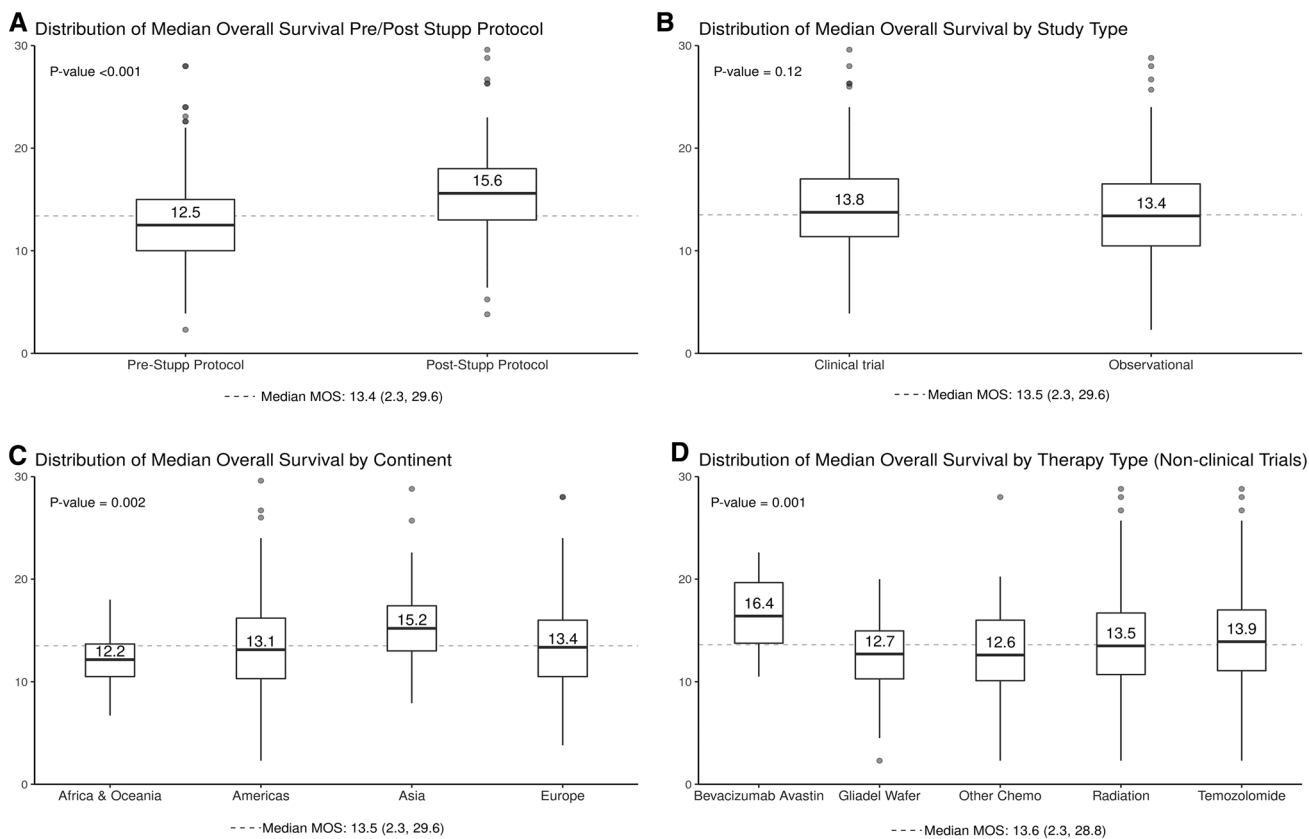 A Distribution of Median Overall Survival Pre/Post Stupp Protocol
30
P-value <0.001
20
15.6
12.5
10
0
Pre-Stupp Protocol Post-Stupp Protocol
Median MOS: 13.4 (2.3, 29.6)
B Distribution of Median Overall Survival by Study Type
30
P-value = 0.12
20
13.8 13.4
10
0
Clinical trial Observational
Median MOS: 13.5 (2.3, 29.6)
C Distribution of Median Overall Survival by Continent
30
P-value = 0.002
20
12.2 13.1 15.2 13.4
10
0
Africa & Oceania Americas Asia Europe
Median MOS: 13.5 (2.3, 29.6)
D Distribution of Median Overall Survival by Therapy Type (Non-clinical Trials)
30
P-value = 0.001
20
16.4 12.7 12.6 13.5 13.9
10
0
Bevacizumab Avastin Gliadel Wafer Other Chemo Radiation Temozolomide
Median MOS: 13.6 (2.3, 28.8)